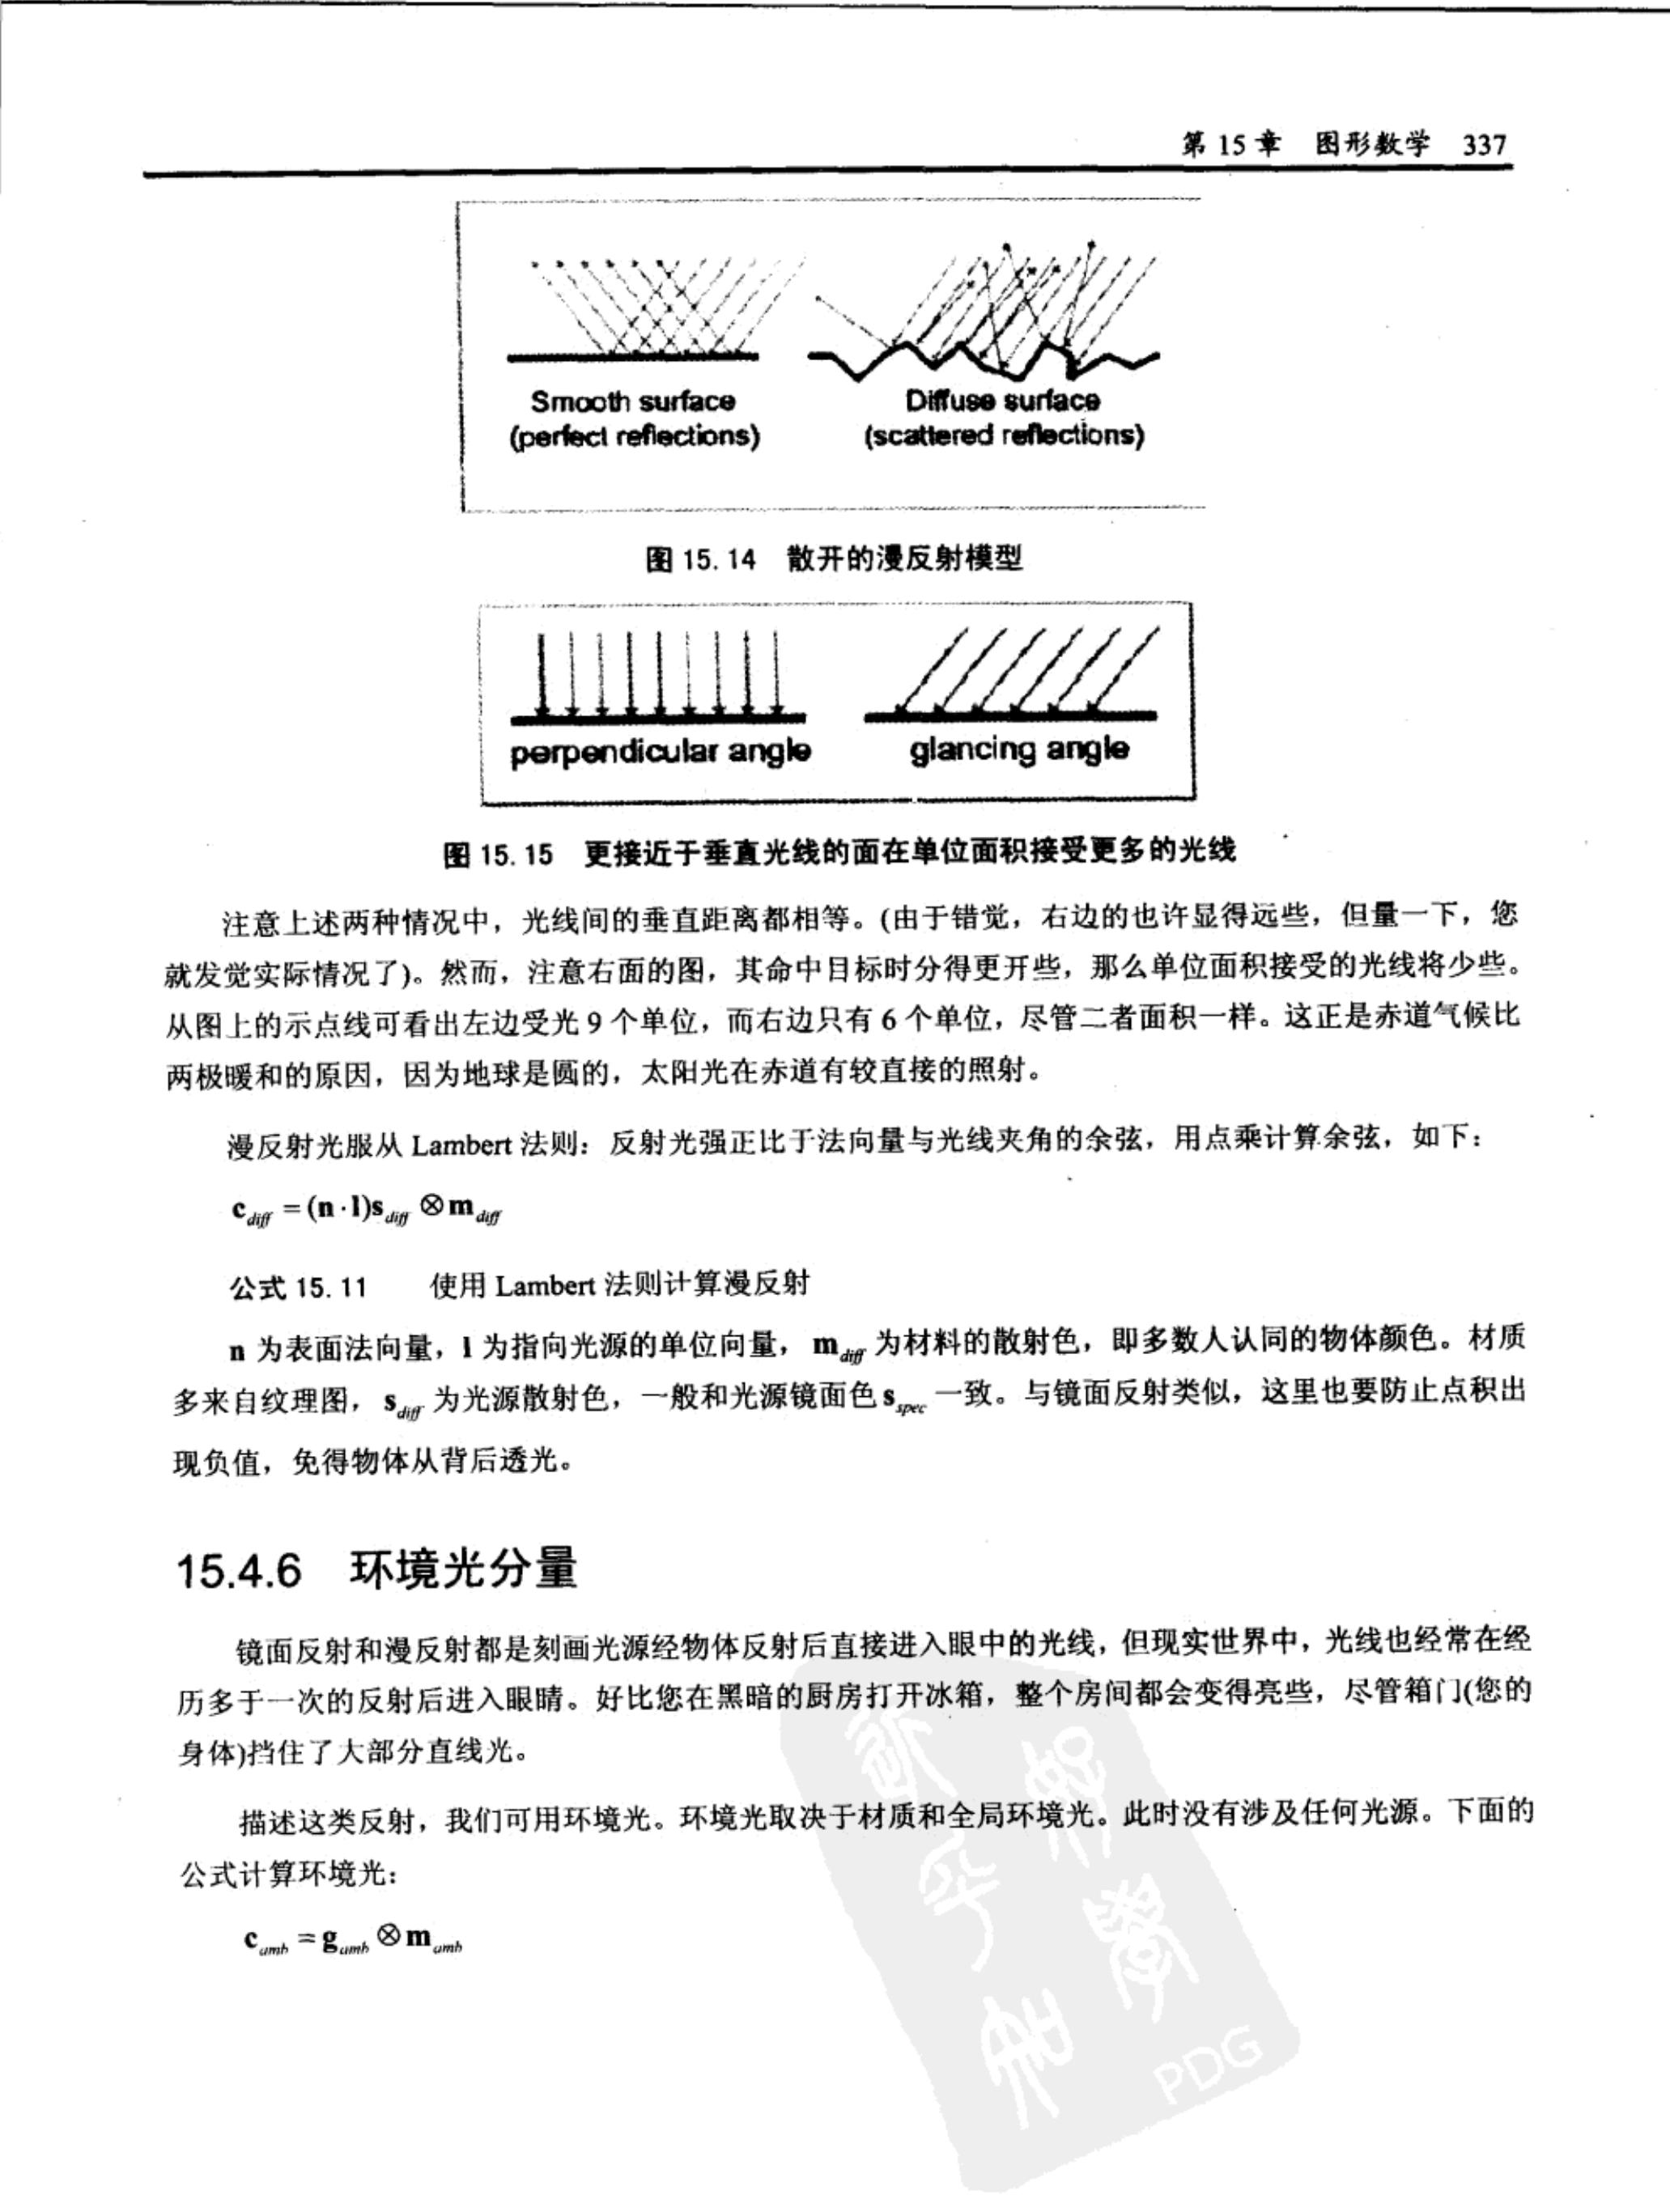 第 15 章 图形数学 337
Smooth surface
(perfect reflections)
Diffuse surface
(scattered reflections)
图 15.14 散开的漫反射模型
perpendicular angle
glancing angle
图 15.15 更接近于垂直光线的面在单位面积接受更多的光线
注意上述两种情况中，光线间的垂直距离都相等。(由于错觉，右边的也许显得远些，但量一下，您
就发觉实际情况了)。然而，注意右面的图，其命中目标时分得更开些，那么单位面积接受的光线将少些。
从图上的示点线可看出左边受光 9 个单位，而右边只有 6 个单位，尽管二者面积一样。这正是赤道气候比
两极暖和的原因，因为地球是圆的，太阳光在赤道有较直接的照射。
漫反射光服从 Lambert 法则：反射光强正比于法向量与光线夹角的余弦，用点乘计算余弦，如下：
c_diff = (n · l)s_diff ⊗ m_diff
公式 15.11 使用 Lambert 法则计算漫反射
n 为表面法向量，l 为指向光源的单位向量， m_diff 为材料的散射色，即多数人认同的物体颜色。材质
多来自纹理图， s_diff 为光源散射色，一般和光源镜面色 s_spec 一致。与镜面反射类似，这里也要防止点积出
现负值，免得物体从背后透光。
15.4.6 环境光分量
镜面反射和漫反射都是刻画光源经物体反射后直接进入眼中的光线，但现实世界中，光线也经常在经
历多于一次的反射后进入眼睛。好比您在黑暗的厨房打开冰箱，整个房间都会变得亮些，尽管箱门(您的
身体)挡住了大部分直线光。
描述这类反射，我们可用环境光。环境光取决于材质和全局环境光。此时没有涉及任何光源。下面的
公式计算环境光：
c_amb = g_amb ⊗ m_amb
PDG